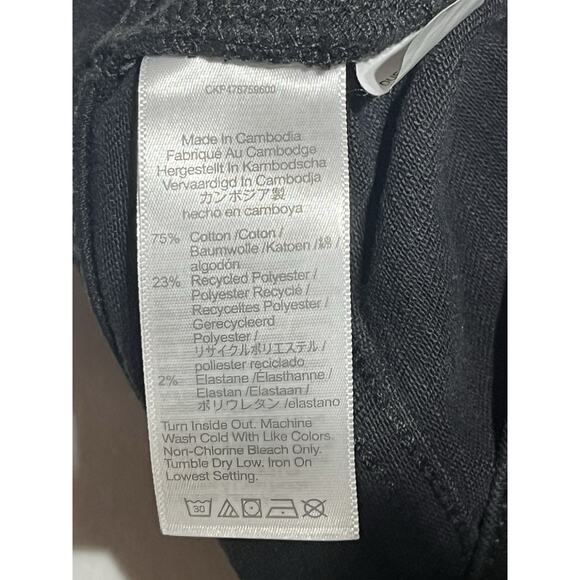 CKP475759600
Made In Cambodia
Fabriqué Au Cambodge
Hergestellt In Kambodscha
Vervaardigd In Cambodja
カンボジア製
hecho en camboya
75% Cotton /Coton /
Baumwolle /Katoen /綿 /
algodón
23% Recycled Polyester /
Polyester Recyclé /
Recyceltes Polyester /
Gerecycleerd
Polyester /
リサイクルポリエステル /
poliester reciclado
2% Elastane /Élasthanne /
Elastan /Elastaan /
ポリウレタン /elastano
Turn Inside Out. Machine
Wash Cold With Like Colors.
Non-Chlorine Bleach Only.
Tumble Dry Low. Iron On
Lowest Setting.
30